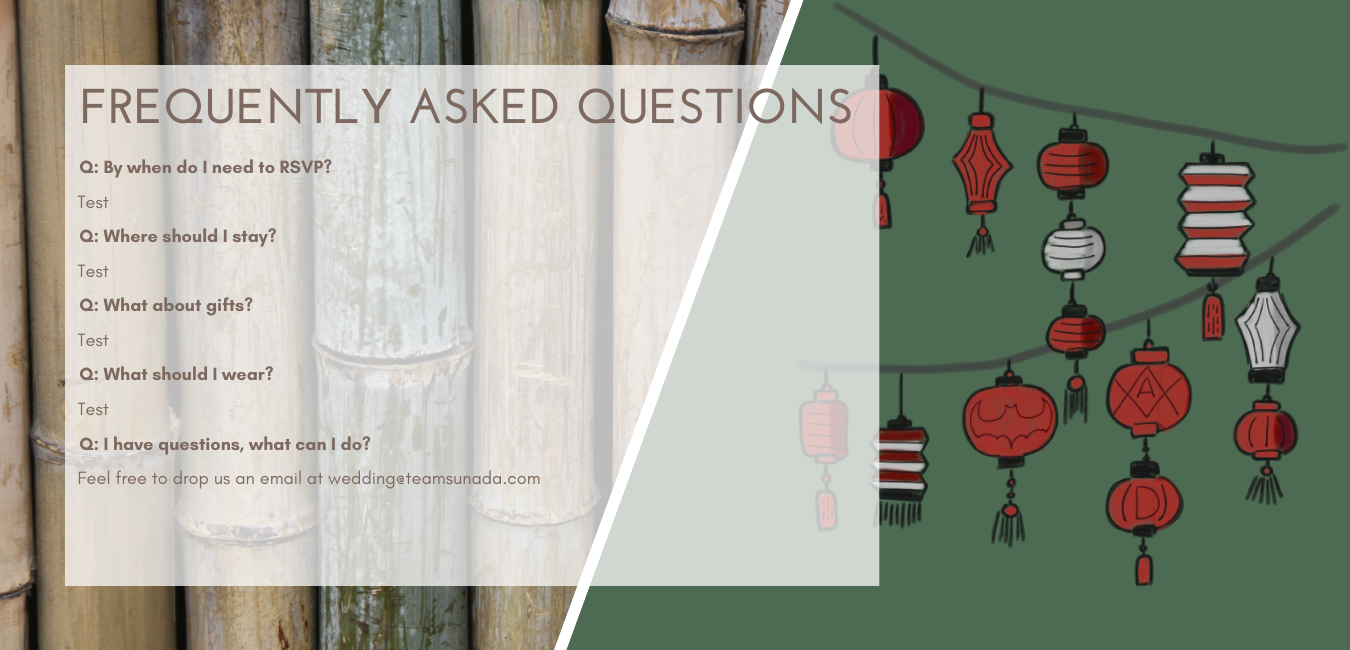 FREQUENTLY ASKED QUESTIONS
Q: By when do I need to RSVP?
Test
Q: Where should I stay?
Test
Q: What about gifts?
Test
Q: What should I wear?
Test
Q: I have questions, what can I do?
Feel free to drop us an email at wedding@teamsunada.com
A
D